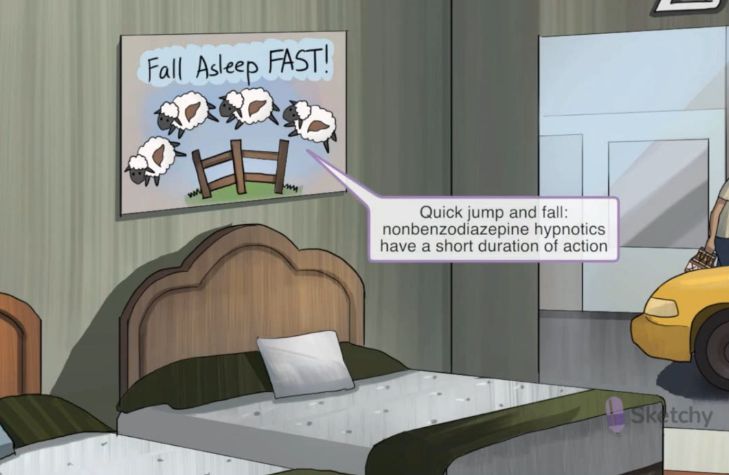 Fall Asleep FAST!
Quick jump and fall:
nonbenzodiazepine hypnotics
have a short duration of action
Sketchy